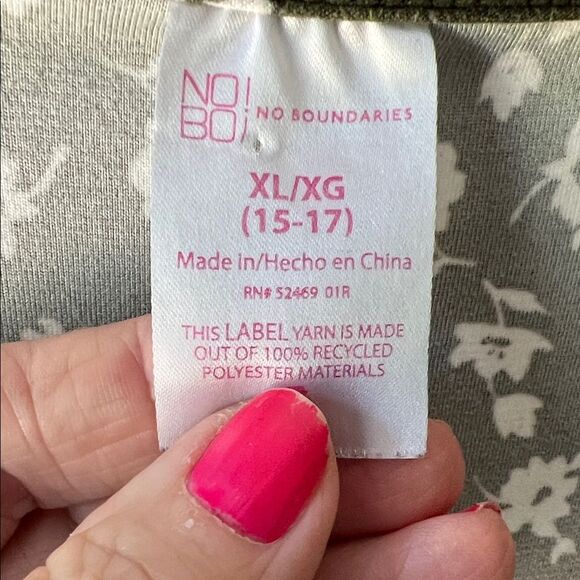 NO!
BO¡ NO BOUNDARIES
XL/XG
(15-17)
Made in/Hecho en China
RN# 52469 01R
THIS LABEL YARN IS MADE
OUT OF 100% RECYCLED
POLYESTER MATERIALS